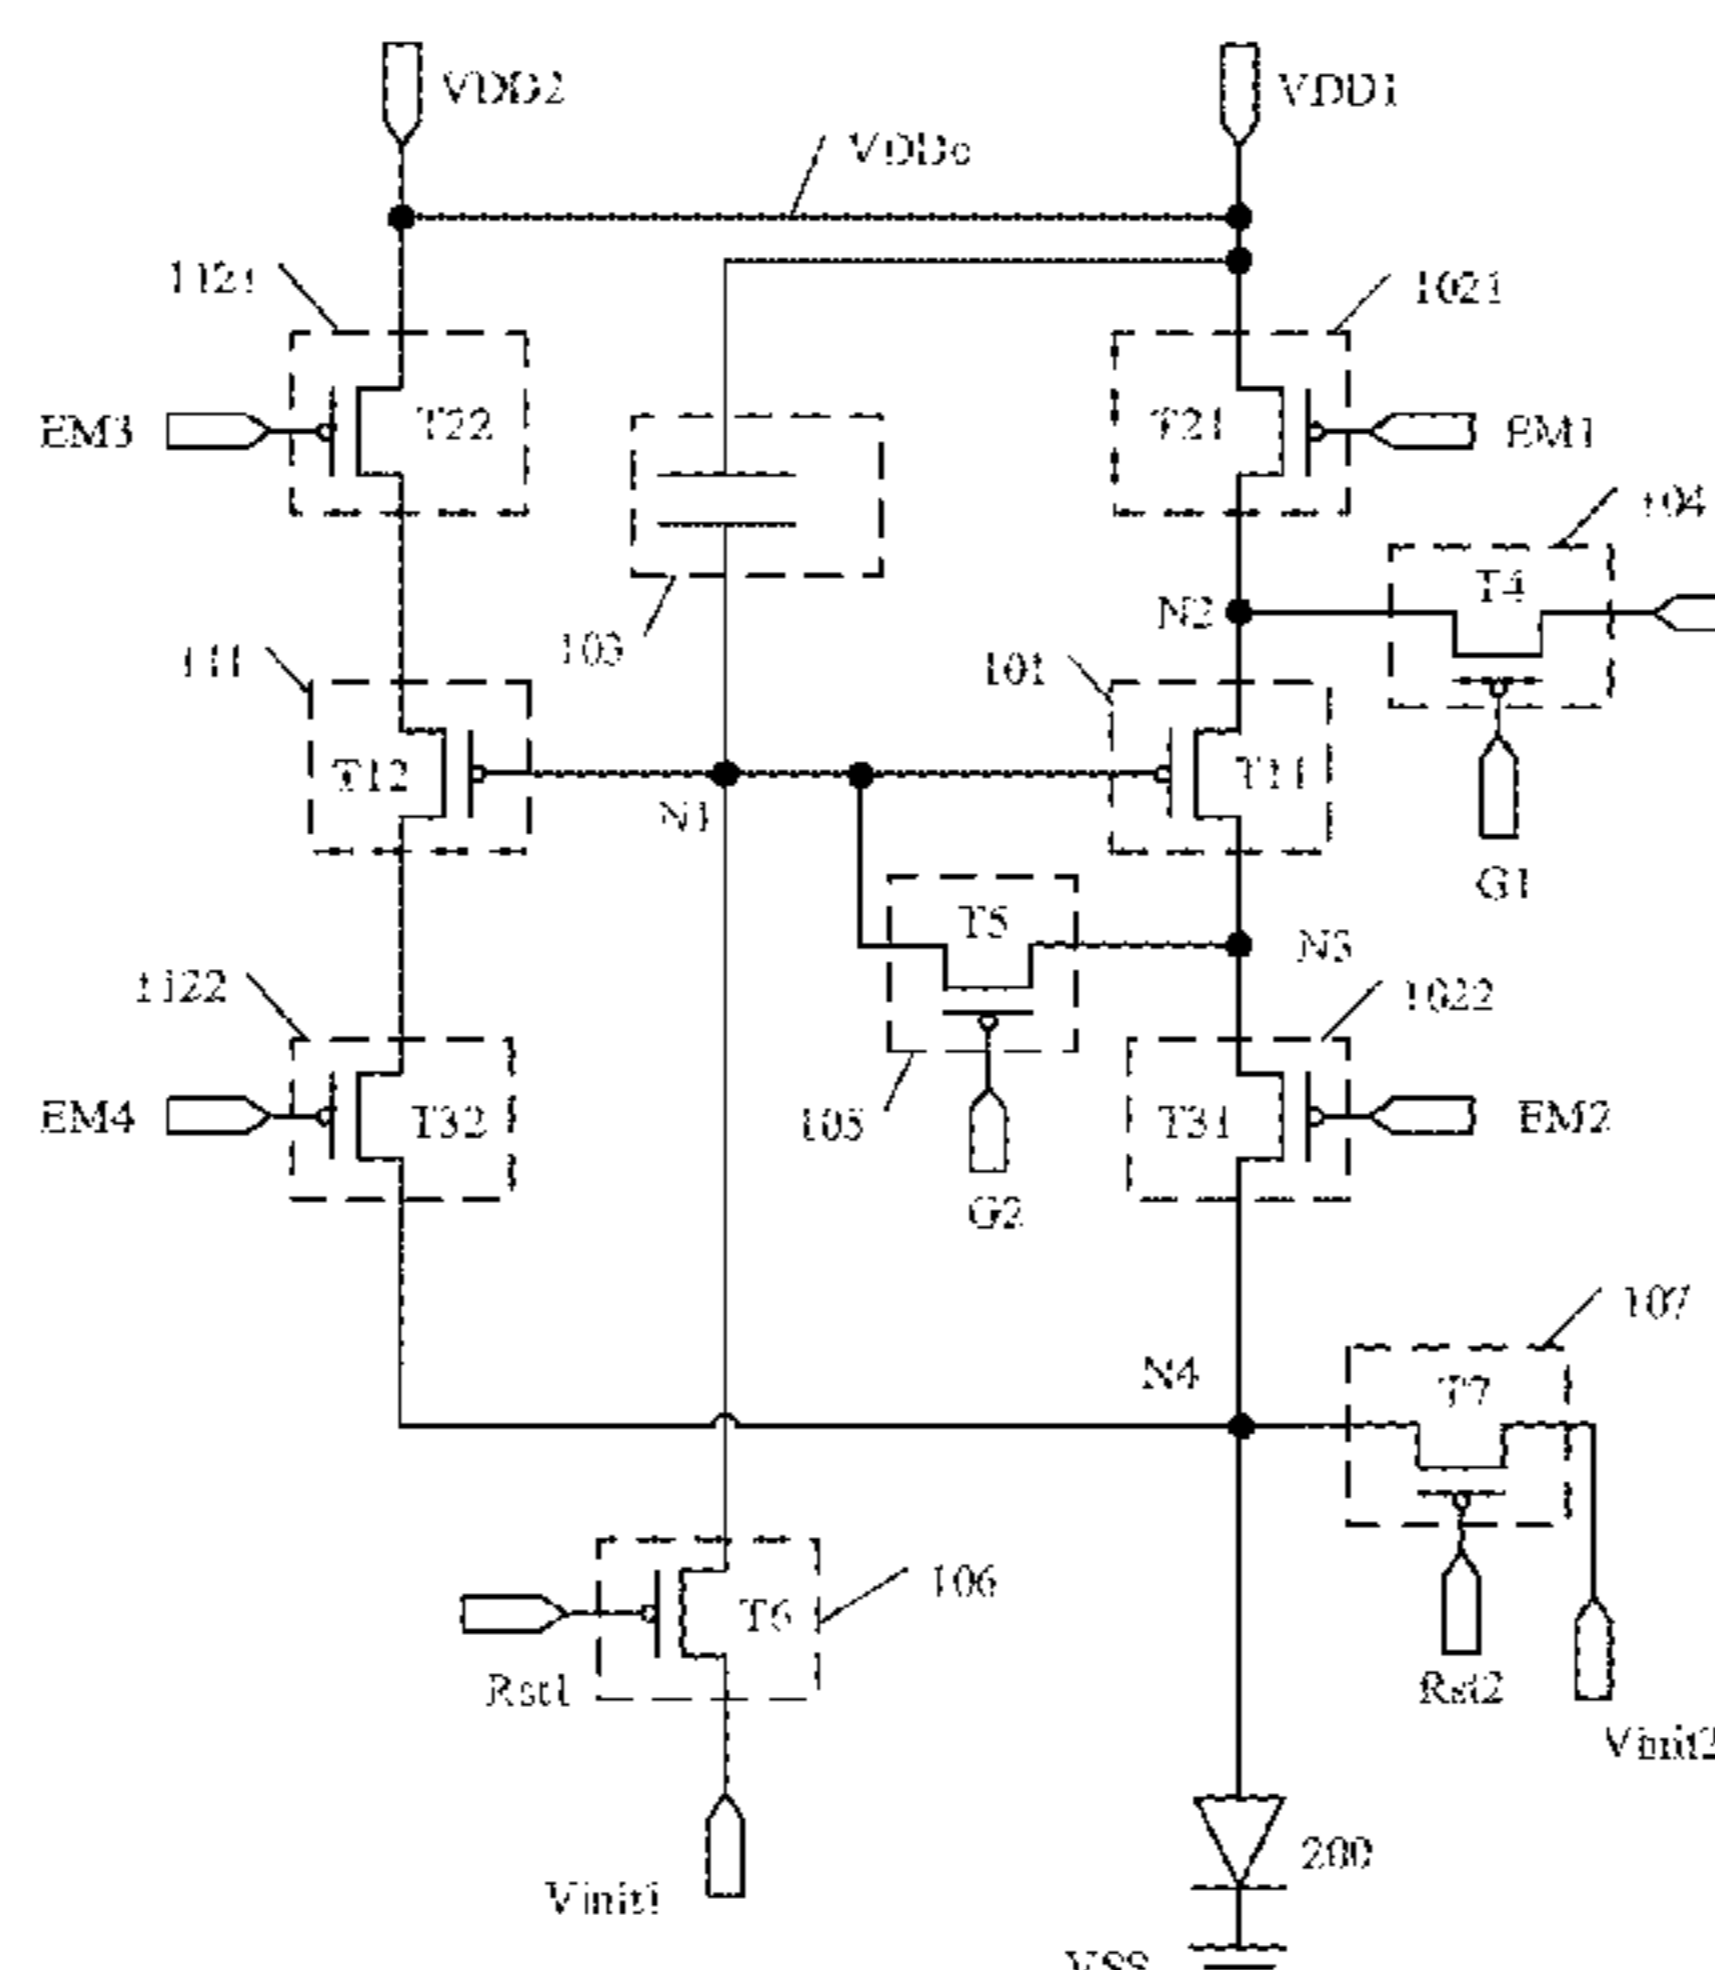 VDD2
VDD1
VDDc
1121
1021
EM3
T22
T21
EM1
104
T4
N2
103
111
101
T12
T11
N1
G1
T5
N3
1122
1022
EM4
T32
105
T31
EM2
G2
107
N4
T7
106
T6
Rst1
Rst2
Vinit2
200
Vinit1
VSS